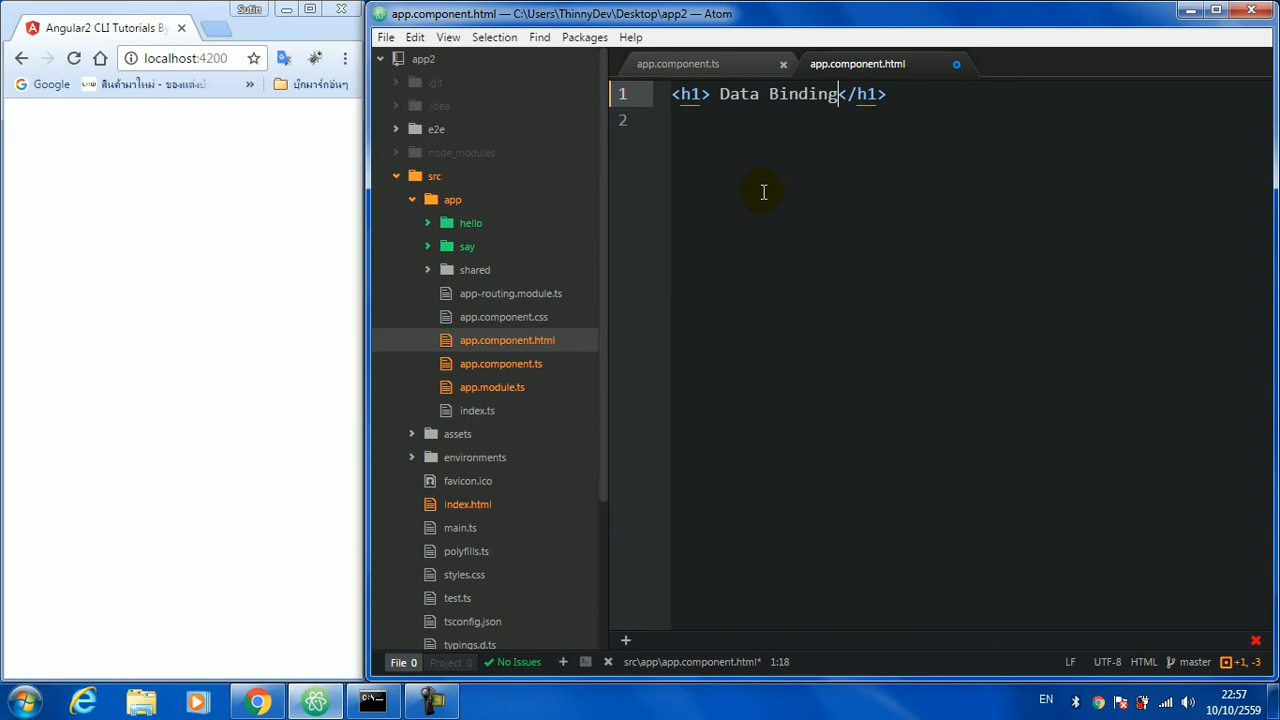 Angular2 CLI Tutorials By
Sutin
localhost:4200
Google
สินค้ามาใหม่ - ของแต่งบ้
»
บุ๊กมาร์กอื่นๆ
app.component.html — C:\Users\ThinnyDev\Desktop\app2 — Atom
File Edit View Selection Find Packages Help
app2
.git
.idea
e2e
node_modules
src
app
hello
say
shared
app-routing.module.ts
app.component.css
app.component.html
app.component.ts
app.module.ts
index.ts
assets
environments
favicon.ico
index.html
main.ts
polyfills.ts
styles.css
test.ts
tsconfig.json
typings.d.ts
app.component.ts
app.component.html
1 <h1> Data Binding</h1>
2
File 0 Project 0 No Issues src\app\app.component.html* 1:18 LF UTF-8 HTML master +1, -3
EN
22:57
10/10/2559